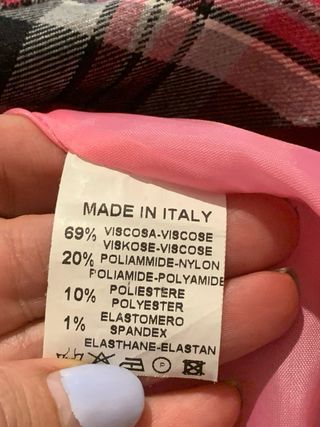 MADE IN ITALY
69% VISCOSA-VISCOSE
VISKOSE-VISCOSE
20% POLIAMMIDE-NYLON
POLIAMIDE-POLYAMIDE
10% POLIESTERE
POLYESTER
1% ELASTOMERO
SPANDEX
ELASTHANE-ELASTAN
P